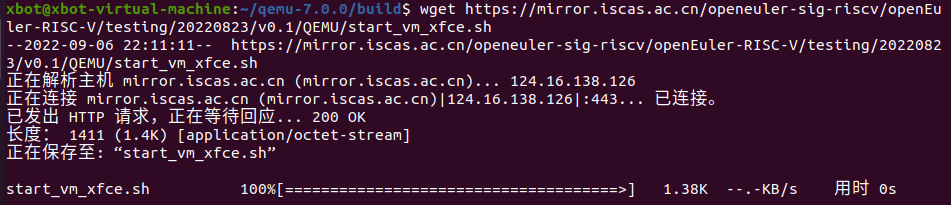 xbot@xbot-virtual-machine:~/qemu-7.0.0/build$ wget https://mirror.iscas.ac.cn/openeuler-sig-riscv/openEu
ler-RISC-V/testing/20220823/v0.1/QEMU/start_vm_xfce.sh
--2022-09-06 22:11:11--  https://mirror.iscas.ac.cn/openeuler-sig-riscv/openEuler-RISC-V/testing/2022082
3/v0.1/QEMU/start_vm_xfce.sh
正在解析主机 mirror.iscas.ac.cn (mirror.iscas.ac.cn)... 124.16.138.126
正在连接 mirror.iscas.ac.cn (mirror.iscas.ac.cn)|124.16.138.126|:443... 已连接。
已发出 HTTP 请求，正在等待回应... 200 OK
长度： 1411 (1.4K) [application/octet-stream]
正在保存至: “start_vm_xfce.sh”
start_vm_xfce.sh          100%[=====================================>]   1.38K  --.-KB/s    用时 0s